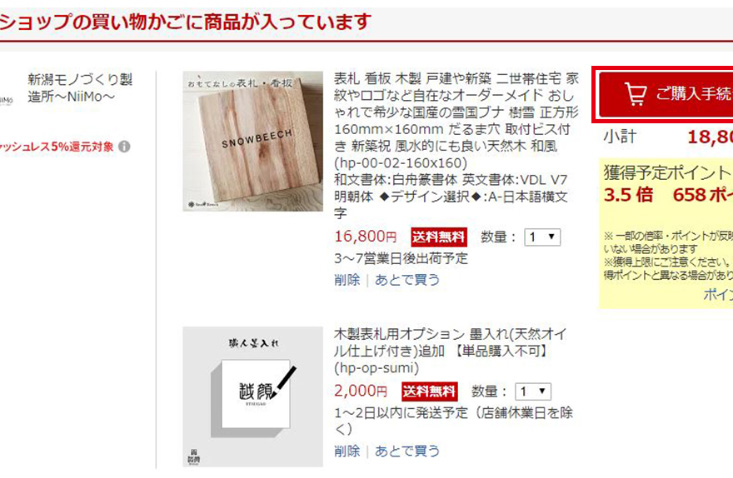 ショップの買い物かごに商品が入っています
新潟モノづくり製
造所～NiiMo～
ャッシュレス5%還元対象
おもてなしの表札・看板
SNOWBEECH
表札 看板 木製 戸建や新築 二世帯住宅 家
紋やロゴなど自在なオーダーメイド おし
ゃれで希少な国産の雪国ブナ 樹雪 正方形
160mm×160mm だるま穴 取付ビス付
き 新築祝 風水的にも良い天然木 和風
(hp-00-02-160x160)
和文書体:白舟篆書体 英文書体:VDL V7
明朝体 ◆デザイン選択◆:A-日本語横文
字
16,800円 送料無料 数量： 1
3～7営業日後出荷予定
削除 | あとで買う
職人墨入れ
越顔
木製表札用オプション 墨入れ(天然オイ
ル仕上げ付き)追加 【単品購入不可】
(hp-op-sumi)
2,000円 送料無料 数量： 1
1～2日以内に発送予定（店舗休業日を除
く）
削除 | あとで買う
ご購入手続
小計 18,80
獲得予定ポイント
3.5 倍 658 ポイ
※ 一部の倍率・ポイントが反映
いない場合があります
※獲得上限にご注意ください。
得ポイントと異なる場合があり
ポイン